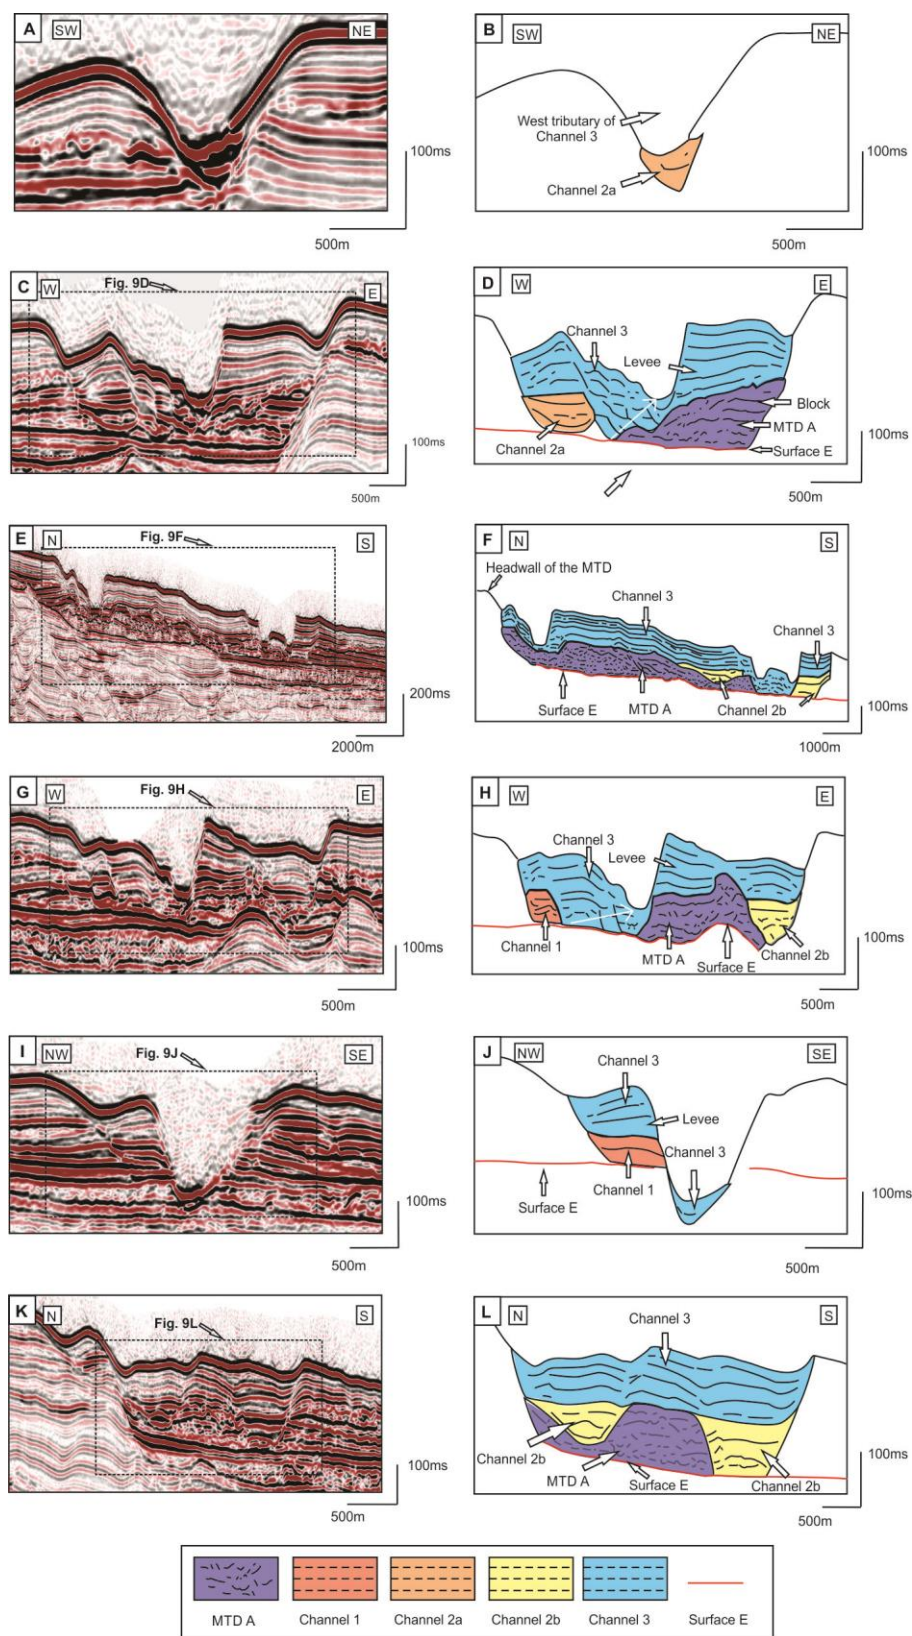 A SW NE
100ms
500m
B SW NE
West tributary of
Channel 3
Channel 2a
100ms
500m
C W Fig. 9D E
100ms
500m
D W E
Channel 3
Levee
Block
MTD A
Channel 2a
Surface E
100ms
500m
E N Fig. 9F S
200ms
2000m
F N S
Headwall of the MTD
Channel 3
Channel 3
Surface E
MTD A
Channel 2b
100ms
1000m
G W Fig. 9H E
100ms
500m
H W E
Channel 3
Levee
Channel 1
MTD A
Surface E
Channel 2b
100ms
500m
I NW Fig. 9J SE
100ms
500m
J NW SE
Channel 3
Levee
Channel 3
Channel 1
Surface E
100ms
500m
K N Fig. 9L S
100ms
500m
L N S
Channel 3
Channel 2b
MTD A
Surface E
Channel 2b
100ms
500m
MTD A Channel 1 Channel 2a Channel 2b Channel 3 Surface E